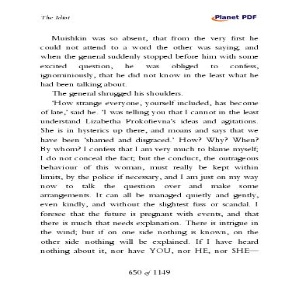 The Idiot
Planet PDF
Muishkin was so absent, that from the very first he
could not attend to a word the other was saying; and
when the general suddenly stopped before him with some
excited question, he was obliged to confess,
ignominiously, that he did not know in the least what he
had been talking about.
The general shrugged his shoulders.
'How strange everyone, yourself included, has become
of late,' said he. 'I was telling you that I cannot in the least
understand Lizabetha Prokofievna's ideas and agitations.
She is in hysterics up there, and moans and says that we
have been 'shamed and disgraced.' How? Why? When?
By whom? I confess that I am very much to blame myself;
I do not conceal the fact; but the conduct, the outrageous
behaviour of this woman, must really be kept within
limits, by the police if necessary, and I am just on my way
now to talk the question over and make some
arrangements. It can all be managed quietly and gently,
even kindly, and without the slightest fuss or scandal. I
foresee that the future is pregnant with events, and that
there is much that needs explanation. There is intrigue in
the wind; but if on one side nothing is known, on the
other side nothing will be explained. If I have heard
nothing about it, nor have YOU, nor HE, nor SHE—
650 of 1149